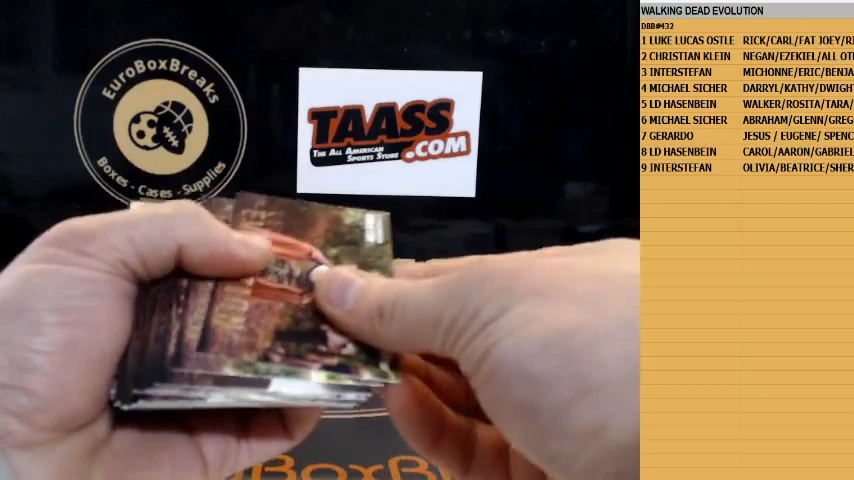 EuroBoxBreaks
Boxes - Cases - Supplies
TAASS
.COM
THE ALL AMERICAN
SPORTS STORE
WALKING DEAD EVOLUTION
DBB#432
1 LUKE LUCAS OSTLE RICK/CARL/FAT JOEY/RI
2 CHRISTIAN KLEIN NEGAN/EZEKIEL/ALL OT
3 INTERSTEFAN MICHONNE/ERIC/BENJA
4 MICHAEL SICHER DARRYL/KATHY/DWIGH
5 LD HASENBEIN WALKER/ROSITA/TARA/
6 MICHAEL SICHER ABRAHAM/GLENN/GREG
7 GERARDO JESUS / EUGENE/ SPENC
8 LD HASENBEIN CAROL/AARON/GABRIEL
9 INTERSTEFAN OLIVIA/BEATRICE/SHER
BoxB